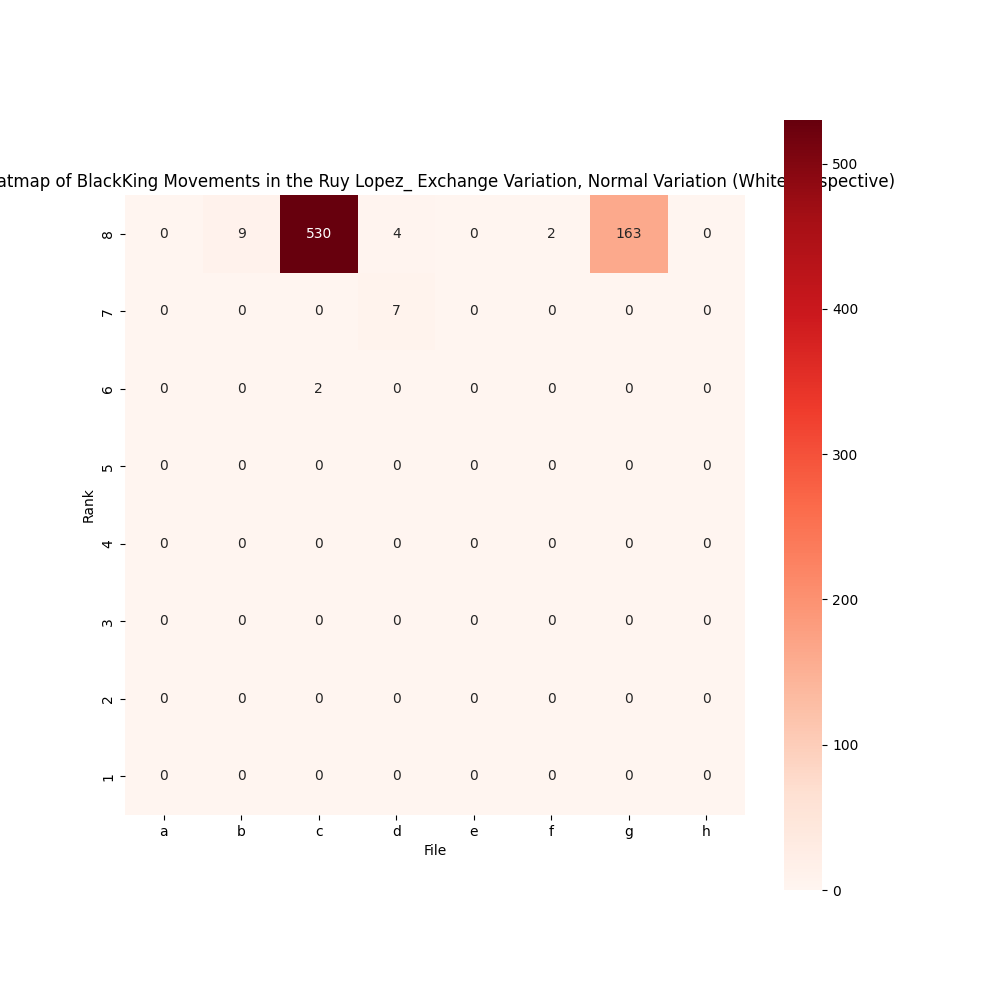 atmap of BlackKing Movements in the Ruy Lopez_ Exchange Variation, Normal Variation (White spective)
8 0 9 530 4 0 2 163 0
7 0 0 0 7 0 0 0 0
6 0 0 2 0 0 0 0 0
5 0 0 0 0 0 0 0 0
Rank
4 0 0 0 0 0 0 0 0
3 0 0 0 0 0 0 0 0
2 0 0 0 0 0 0 0 0
1 0 0 0 0 0 0 0 0
a b c d e f g h
File
500
400
300
200
100
0